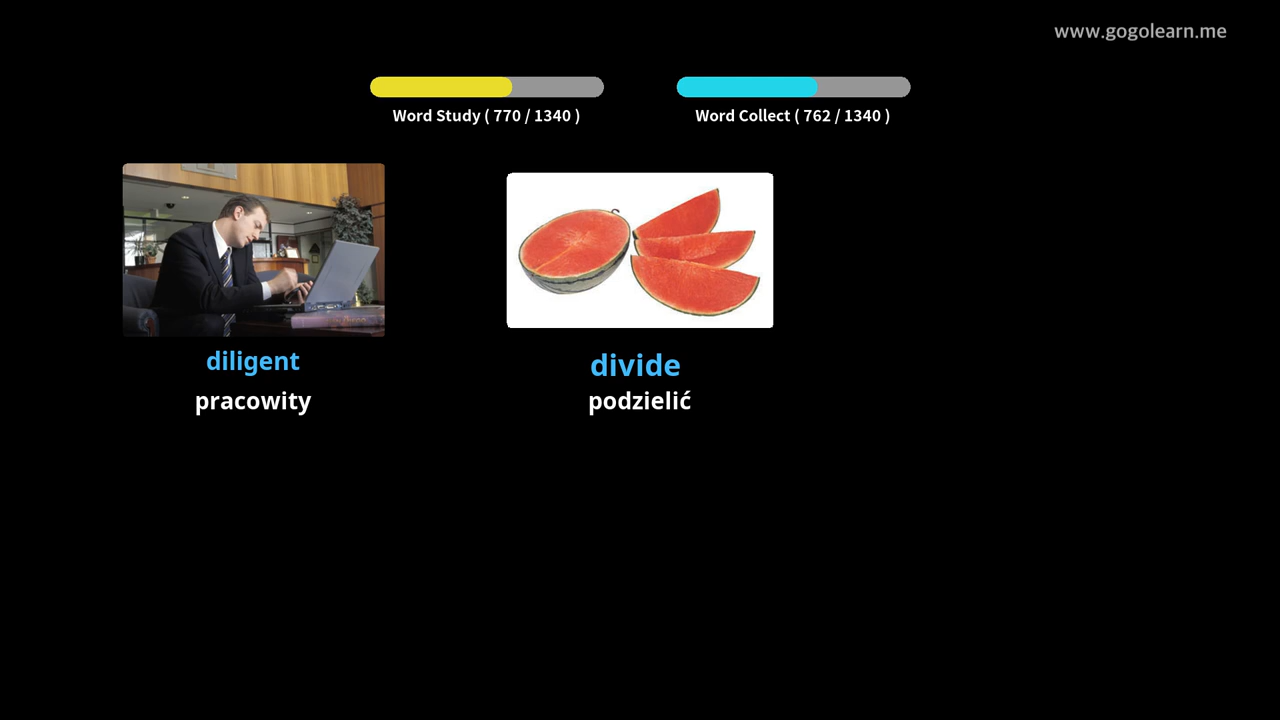 www.gogolearn.me
Word Study ( 770 / 1340 )
Word Collect ( 762 / 1340 )
diligent
pracowity
divide
podzielić